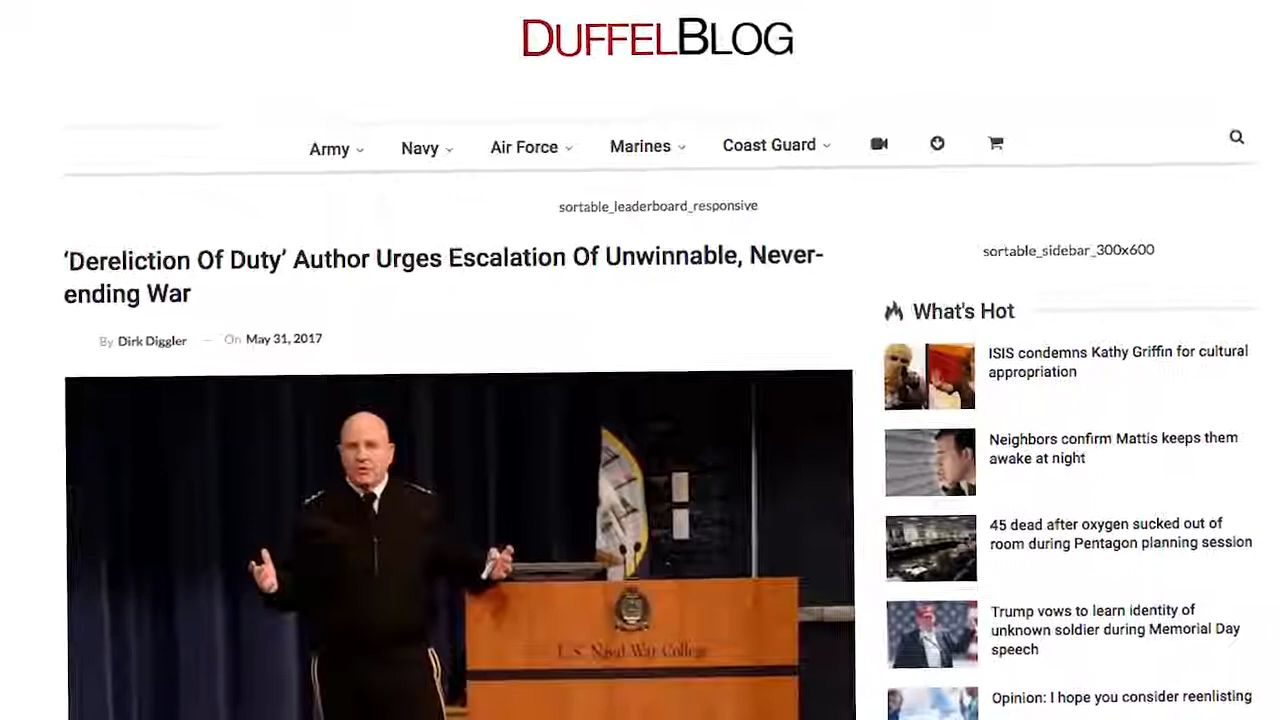 DUFFELBLOG
Army
Navy
Air Force
Marines
Coast Guard
sortable_leaderboard_responsive
‘Dereliction Of Duty’ Author Urges Escalation Of Unwinnable, Never-
ending War
By Dirk Diggler — On May 31, 2017
U.S. Naval War College
sortable_sidebar_300x600
What's Hot
ISIS condemns Kathy Griffin for cultural
appropriation
Neighbors confirm Mattis keeps them
awake at night
45 dead after oxygen sucked out of
room during Pentagon planning session
Trump vows to learn identity of
unknown soldier during Memorial Day
speech
Opinion: I hope you consider reenlisting